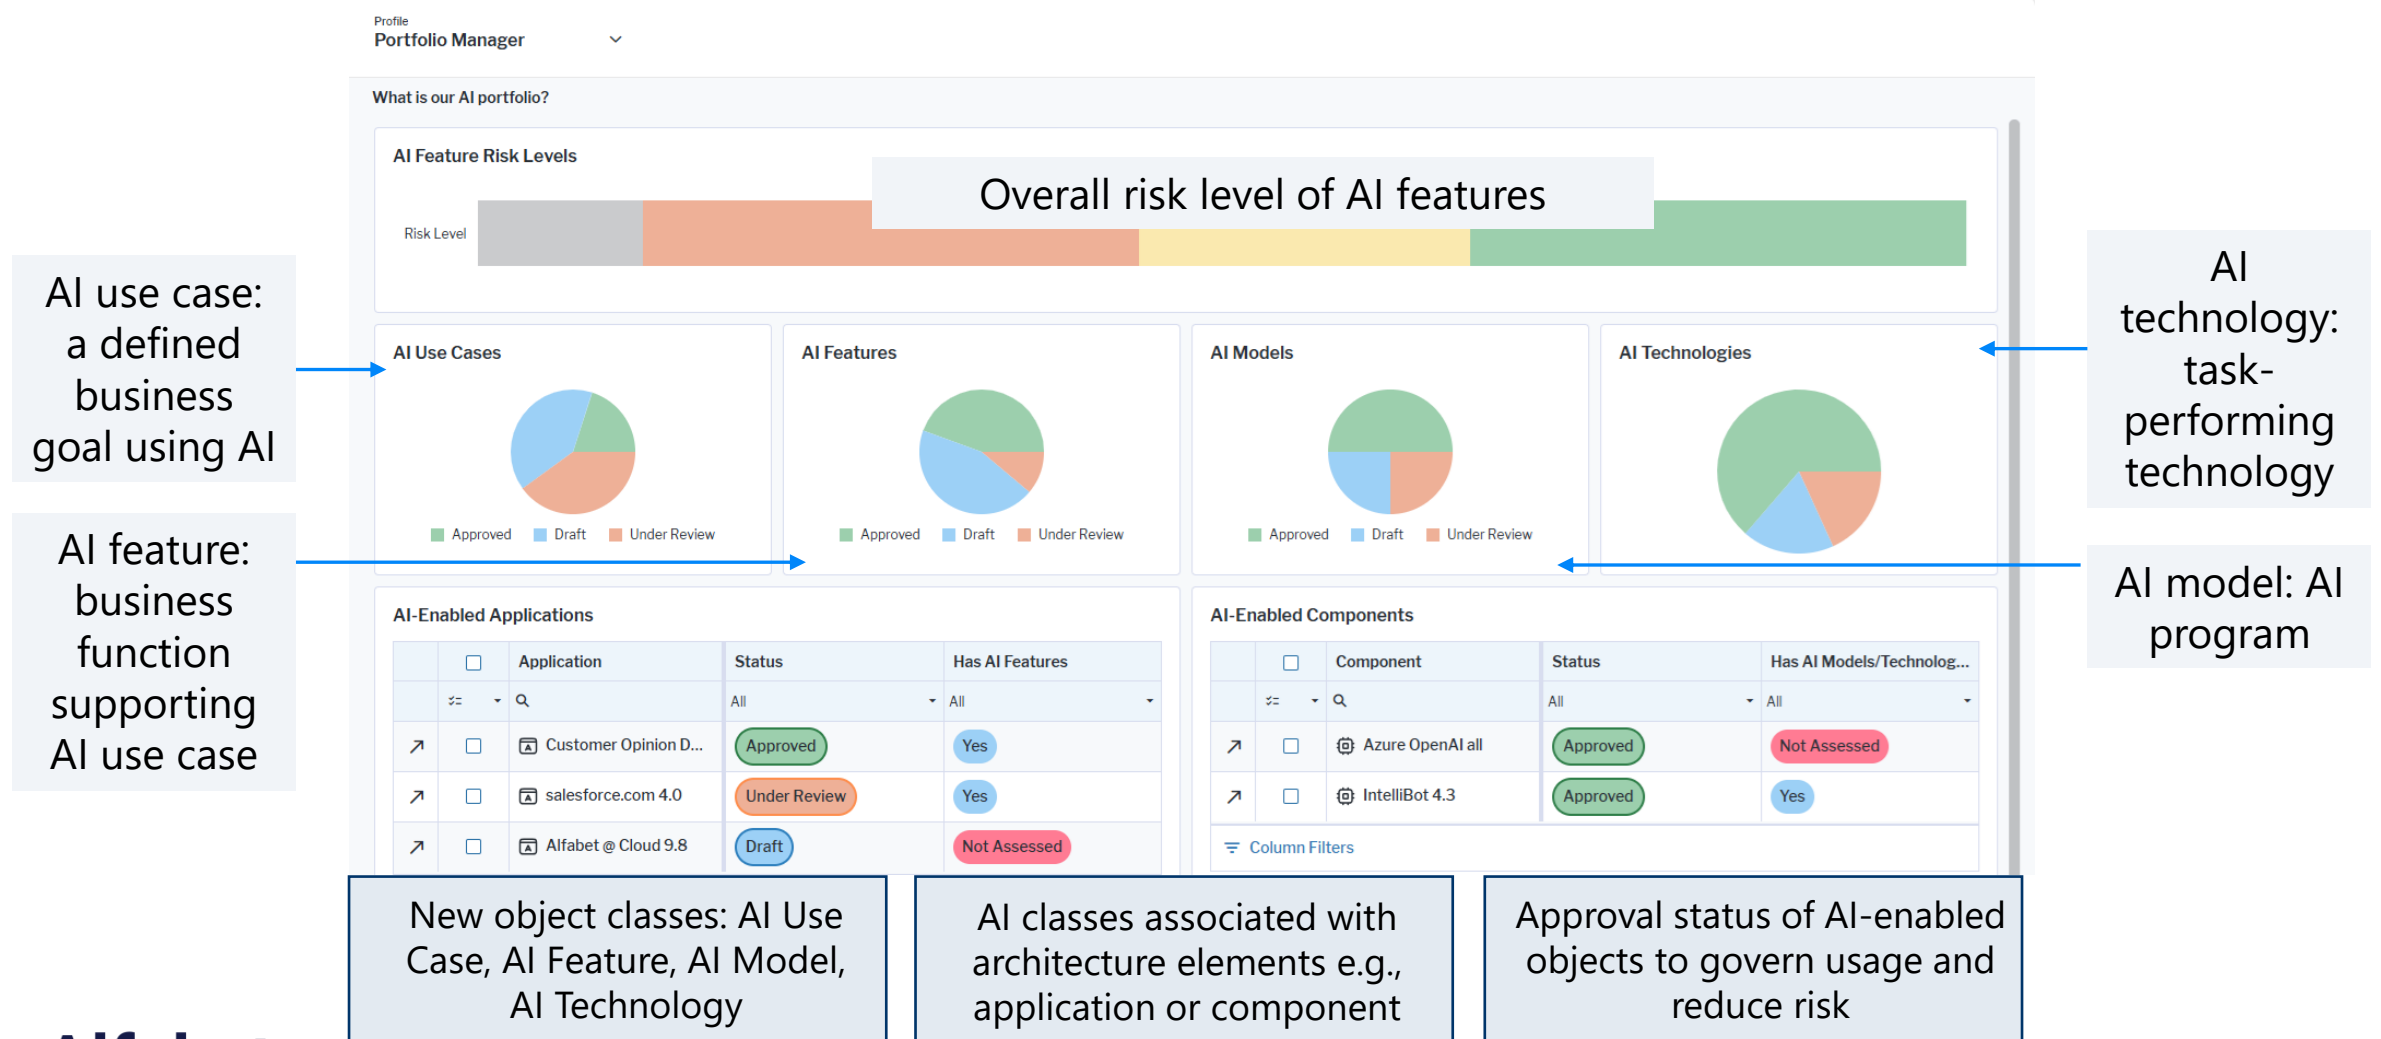 Profile
Portfolio Manager
What is our AI portfolio?
AI Feature Risk Levels
Overall risk level of AI features
Risk Level
AI use case:
a defined
business
goal using AI
AI feature:
business
function
supporting
AI use case
AI
technology:
task-
performing
technology
AI model: AI
program
AI Use Cases
Approved Draft Under Review
AI Features
Approved Draft Under Review
AI Models
Approved Draft Under Review
AI Technologies
AI-Enabled Applications
Application Status Has AI Features
All All
Customer Opinion D... Approved Yes
salesforce.com 4.0 Under Review Yes
Alfabet @ Cloud 9.8 Draft Not Assessed
AI-Enabled Components
Component Status Has AI Models/Technolog...
All All
Azure OpenAI all Approved Not Assessed
IntelliBot 4.3 Approved Yes
Column Filters
New object classes: AI Use
Case, AI Feature, AI Model,
AI Technology
AI classes associated with
architecture elements e.g.,
application or component
Approval status of AI-enabled
objects to govern usage and
reduce risk